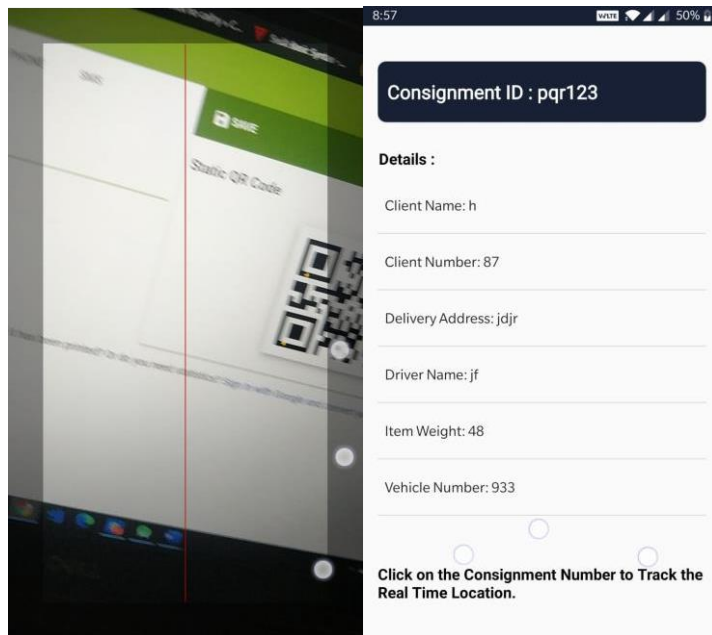 SMS
SAVE
Static QR Code
8:57
50%
Consignment ID : pqr123
Details :
Client Name: h
Client Number: 87
Delivery Address: jdjr
Driver Name: jf
Item Weight: 48
Vehicle Number: 933
Click on the Consignment Number to Track the
Real Time Location.